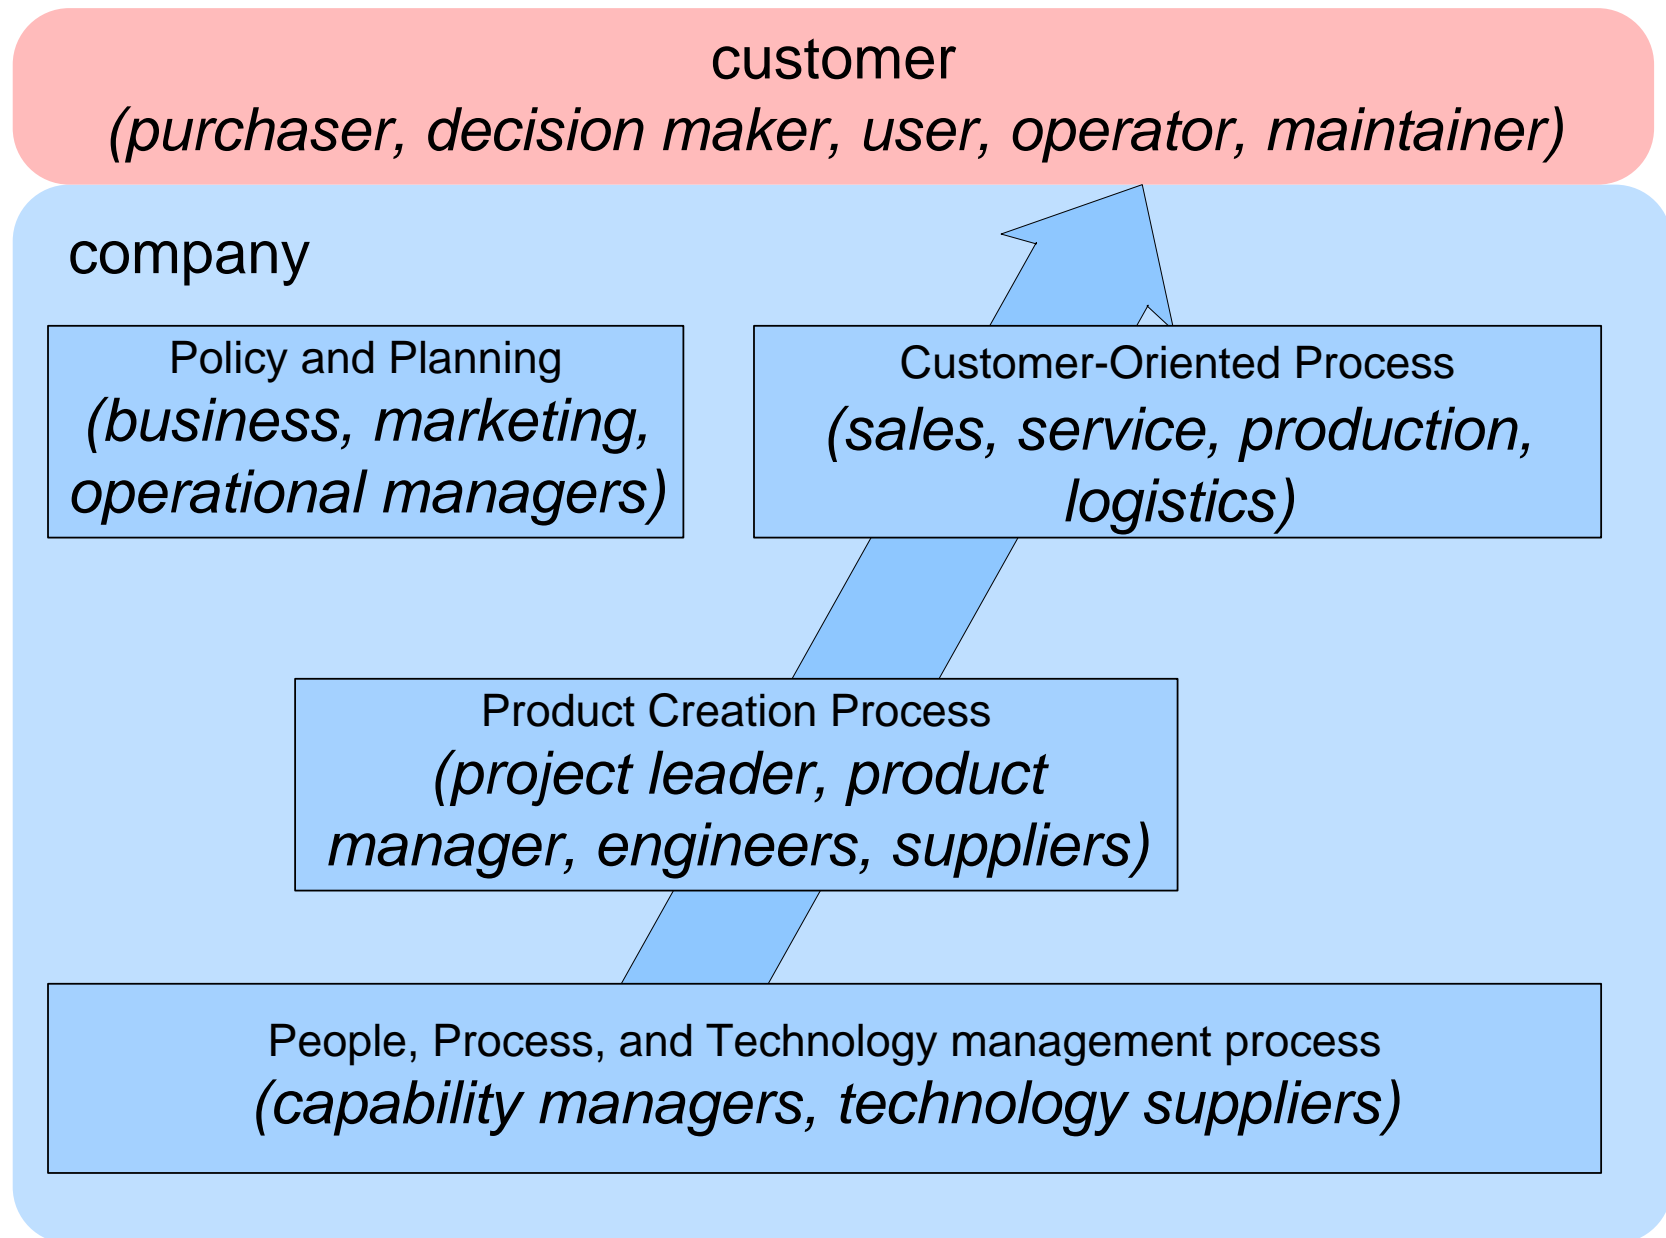 customer
(purchaser, decision maker, user, operator, maintainer)
company
Policy and Planning
(business, marketing,
operational managers)
Customer-Oriented Process
(sales, service, production,
logistics)
Product Creation Process
(project leader, product
manager, engineers, suppliers)
People, Process, and Technology management process
(capability managers, technology suppliers)